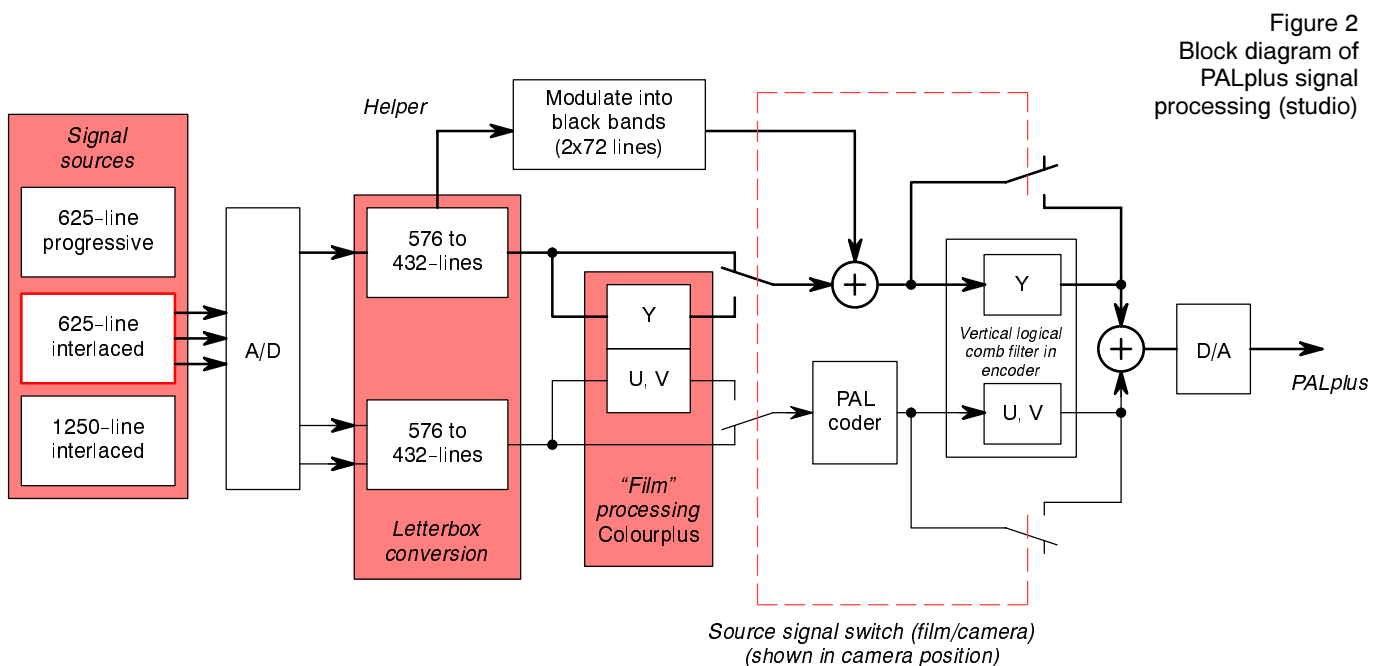 Figure 2
Block diagram of
PALplus signal
processing (studio)
Helper
Modulate into
black bands
(2x72 lines)
Signal
sources
625–line
progressive
625–line
interlaced
1250–line
interlaced
A/D
576 to
432–lines
576 to
432–lines
Letterbox
conversion
Y
U, V
“Film”
processing
Colourplus
+
PAL
coder
Y
Vertical logical
comb filter in
encoder
U, V
+
D/A
PALplus
Source signal switch (film/camera)
(shown in camera position)